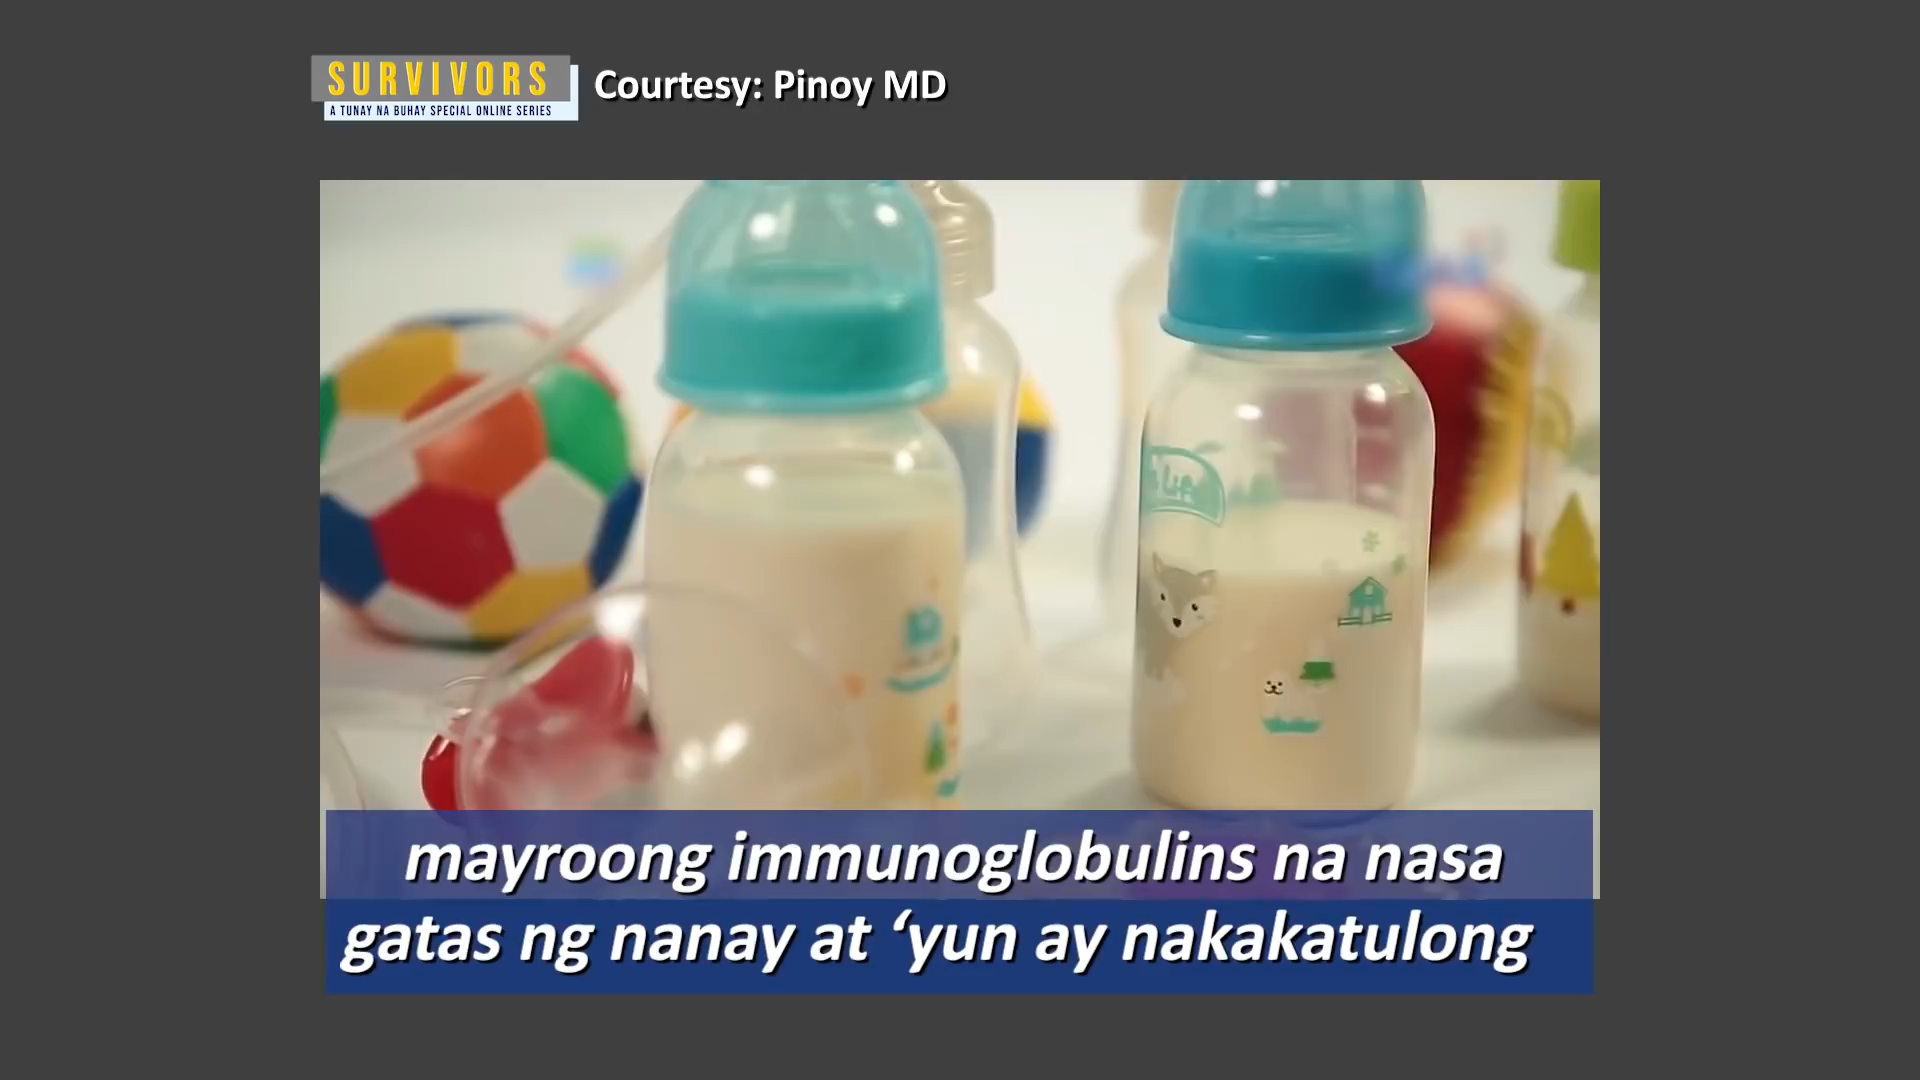 SURVIVORS
A TUNAY NA BUHAY SPECIAL ONLINE SERIES
Courtesy: Pinoy MD
mayroong immunoglobulins na nasa
gatas ng nanay at ‘yun ay nakakatulong